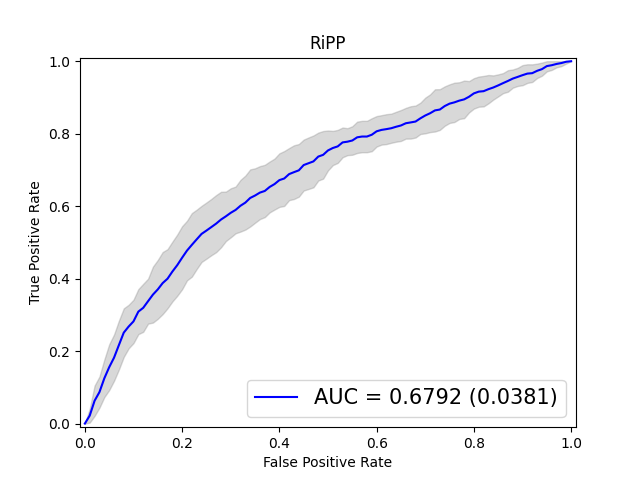 RiPP
True Positive Rate
1.0
0.8
0.6
0.4
0.2
0.0
AUC = 0.6792 (0.0381)
0.0 0.2 0.4 0.6 0.8 1.0
False Positive Rate